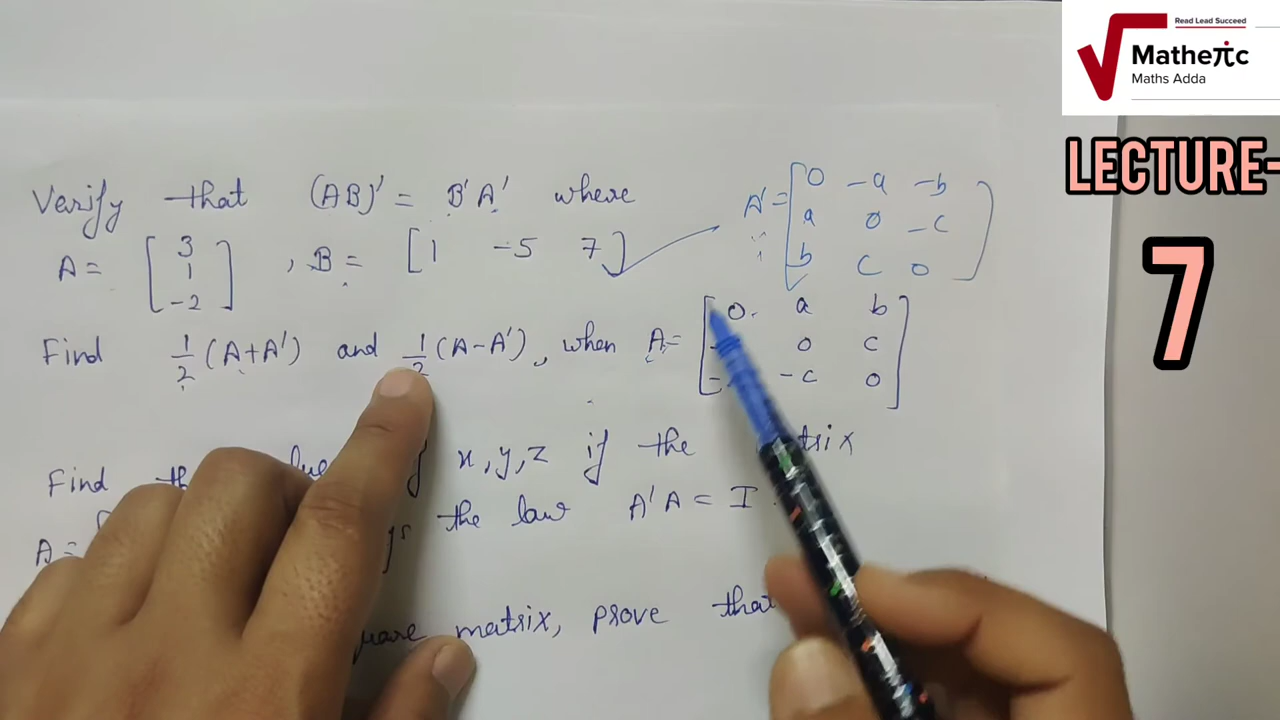 Read Lead Succeed
Matheπc
Maths Adda
LECTURE-
7
Verify that (AB)' = B'A' where
A = [3 1 -2], B = [1 -5 7]
A' = [0 -a -b
a 0 -c
b c 0]
Find 1/2 (A+A') and 1/2 (A-A'), when A = [0 a b
0 c
-c 0]
Find x, y, z if the
A = the law A'A = I
matrix, prove that